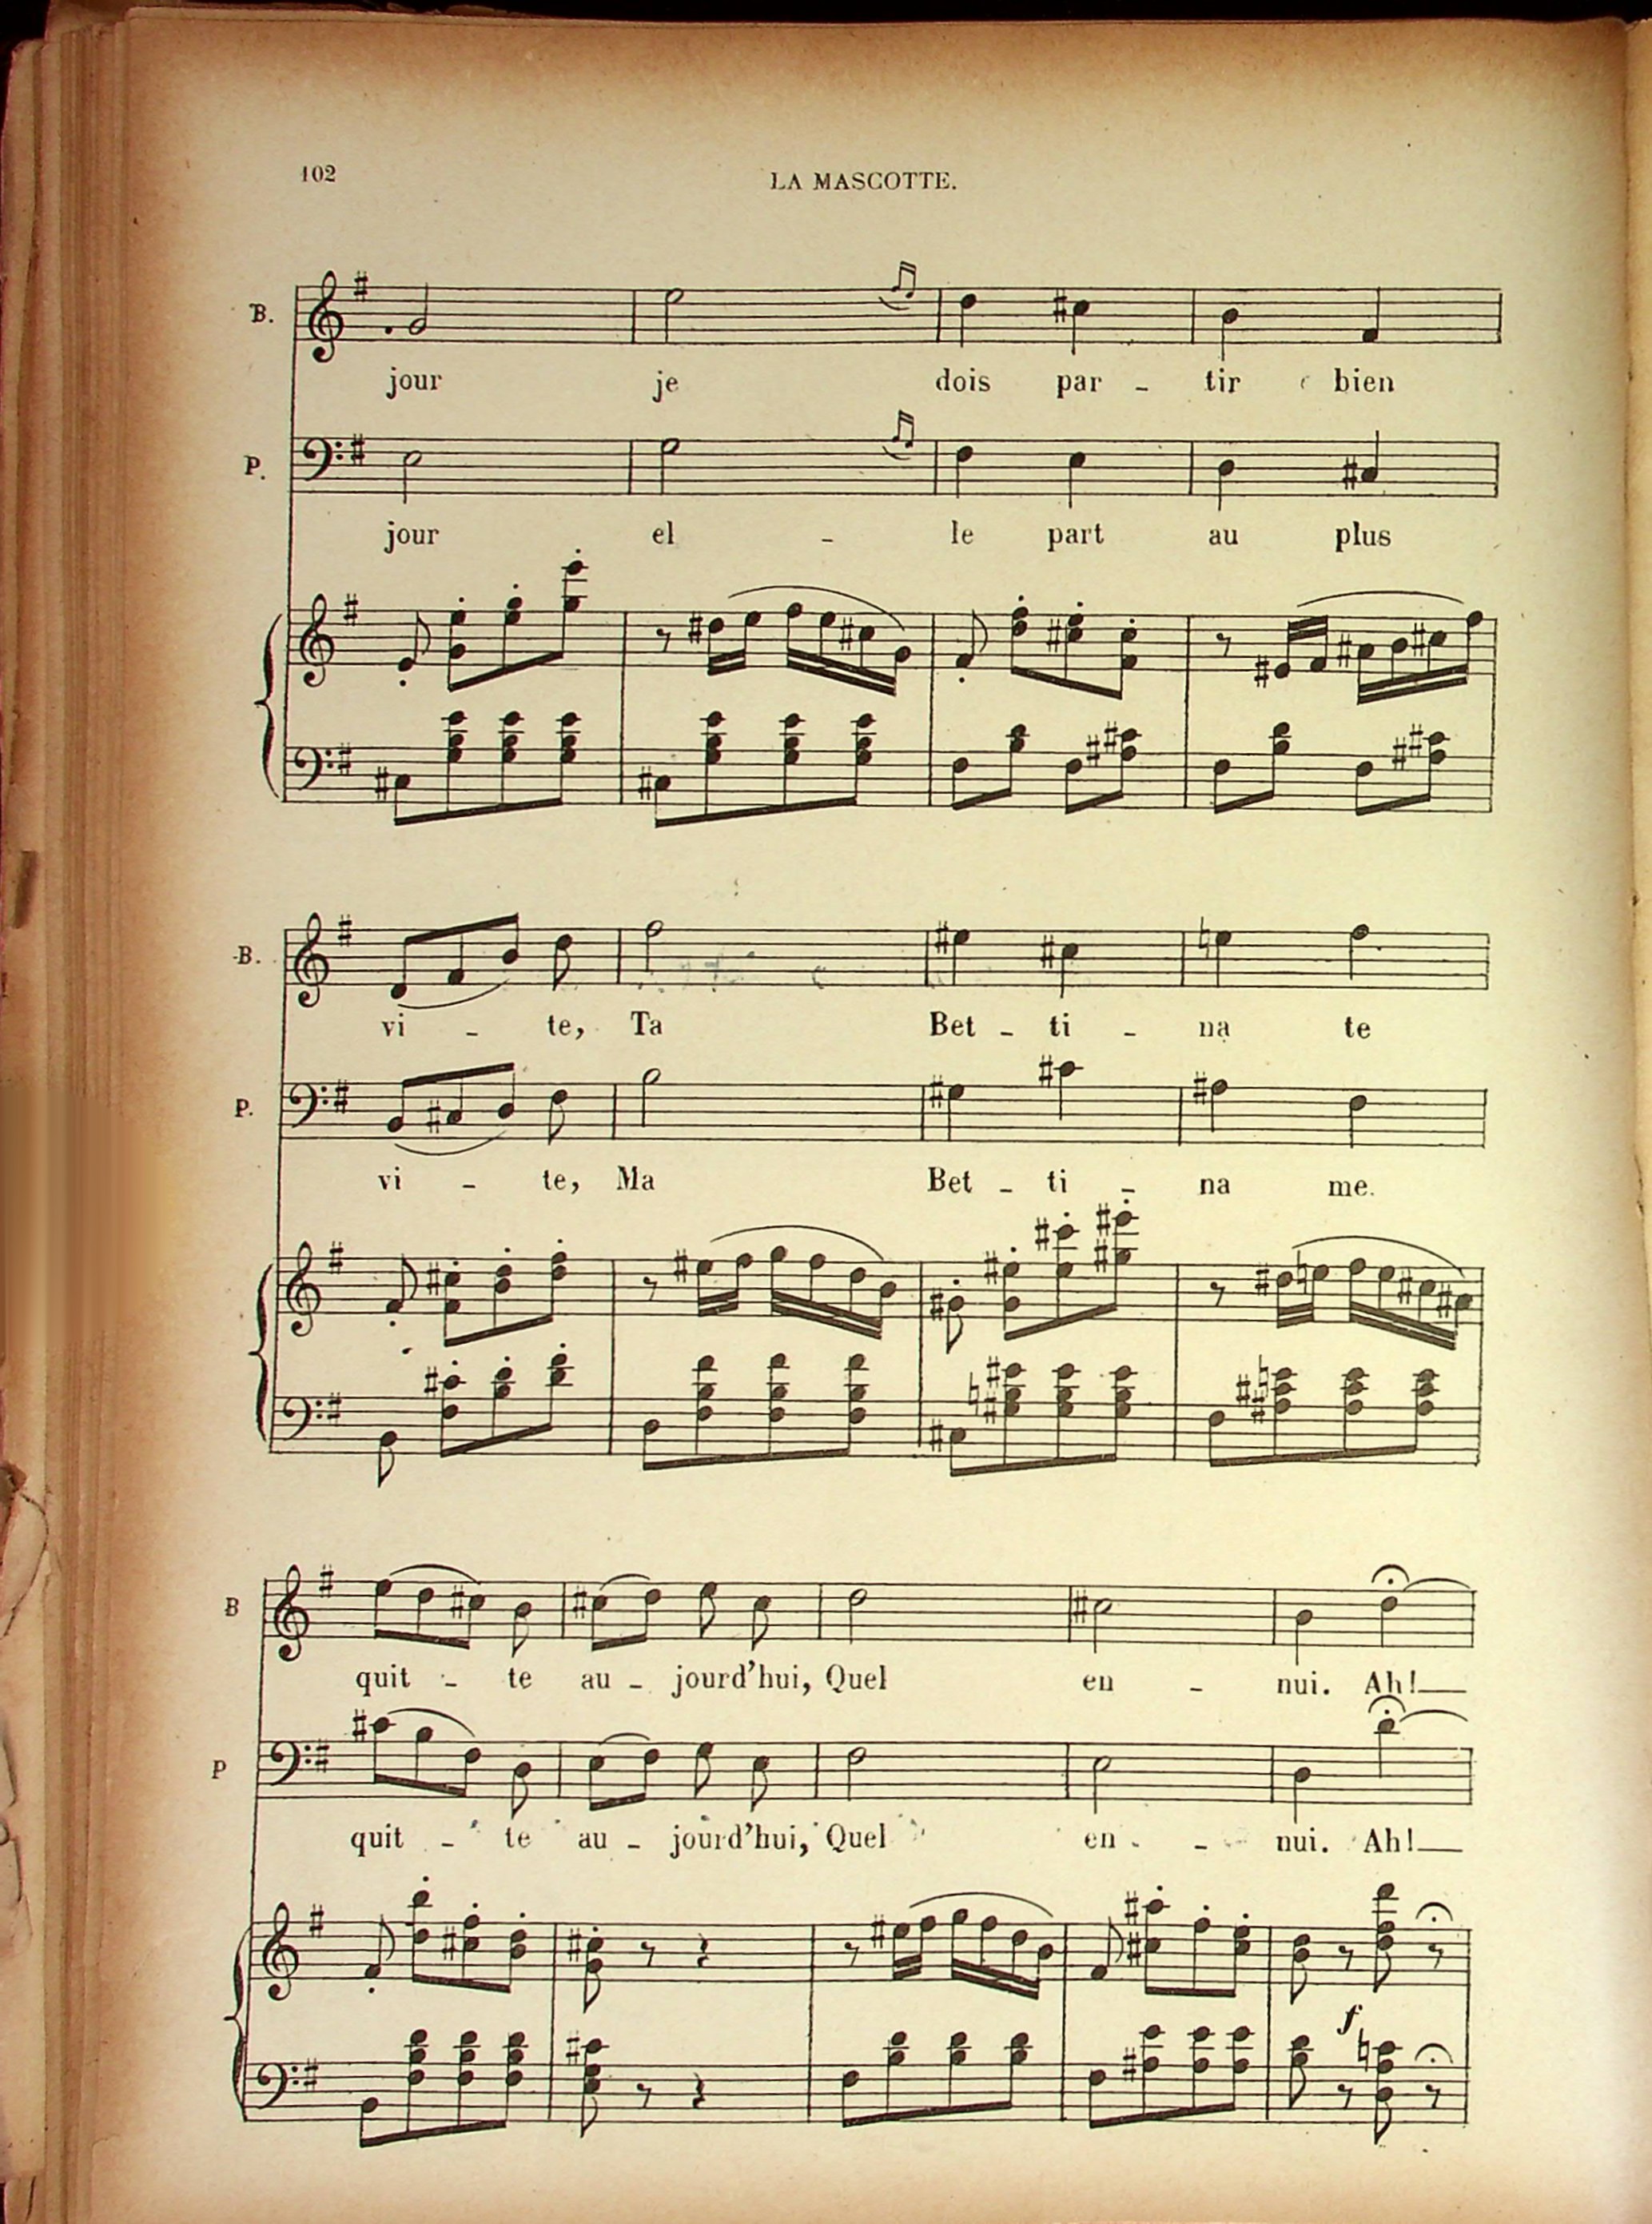 102
LA MASCOTTE.
B.
jour je dois par - tir bien
P.
jour el - le part au plus
B.
vi - te, Ta Bet - ti - na te
P.
vi - te, Ma Bet - ti - na me.
B
quit - te au - jourd'hui, Quel en - nui. Ah!
P
quit - te au - jourd'hui, Quel en - nui. Ah!
f